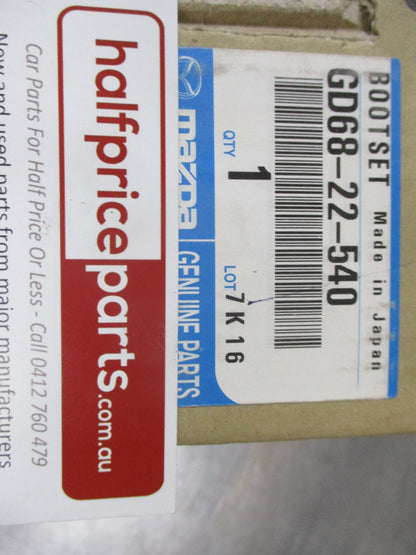 BOOTSET Made in Japan
GD68-22-540
QTY 1 LOT 7 K 16
mazda GENUINE PARTS
halfpriceparts.com.au
Car Parts For Half Price Or Less - Call 0412 760 479
New and used parts from major manufacturers